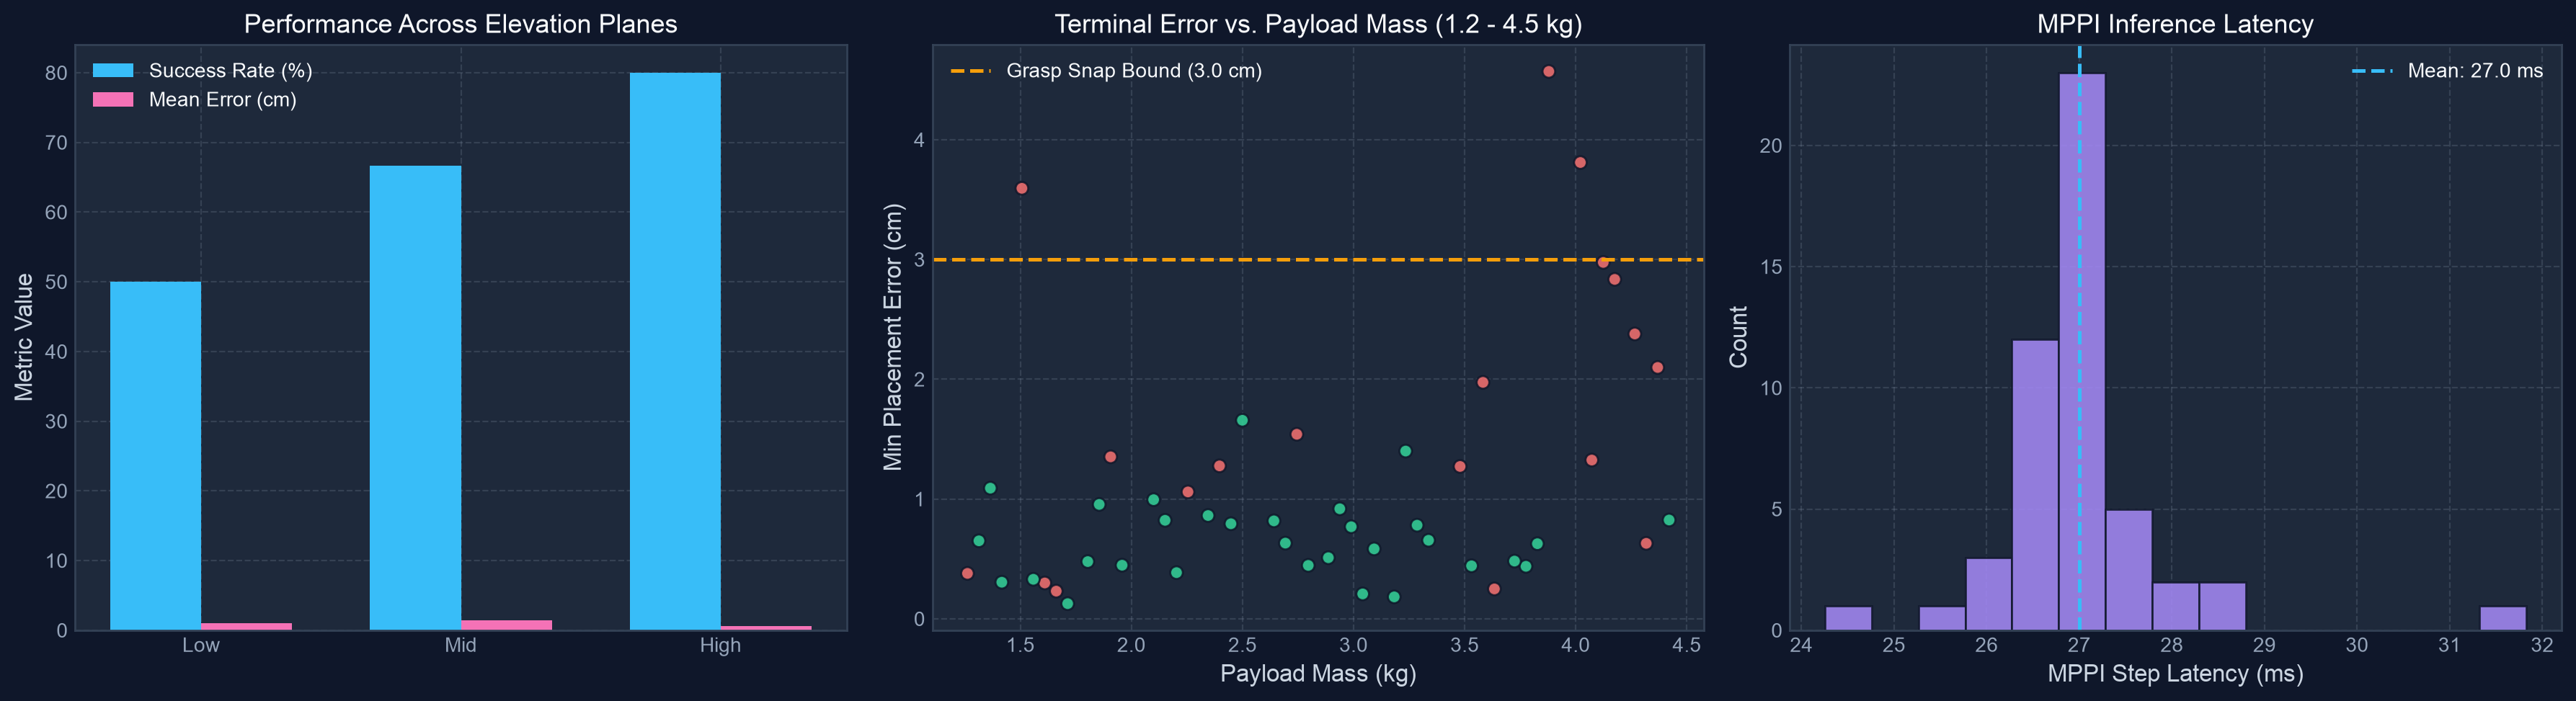 Performance Across Elevation Planes
Success Rate (%)
Mean Error (cm)
Metric Value
80
70
60
50
40
30
20
10
0
Low
Mid
High
Terminal Error vs. Payload Mass (1.2 - 4.5 kg)
Grasp Snap Bound (3.0 cm)
Min Placement Error (cm)
4
3
2
1
0
1.5
2.0
2.5
3.0
3.5
4.0
4.5
Payload Mass (kg)
MPPI Inference Latency
Mean: 27.0 ms
Count
20
15
10
5
0
24
25
26
27
28
29
30
31
32
MPPI Step Latency (ms)